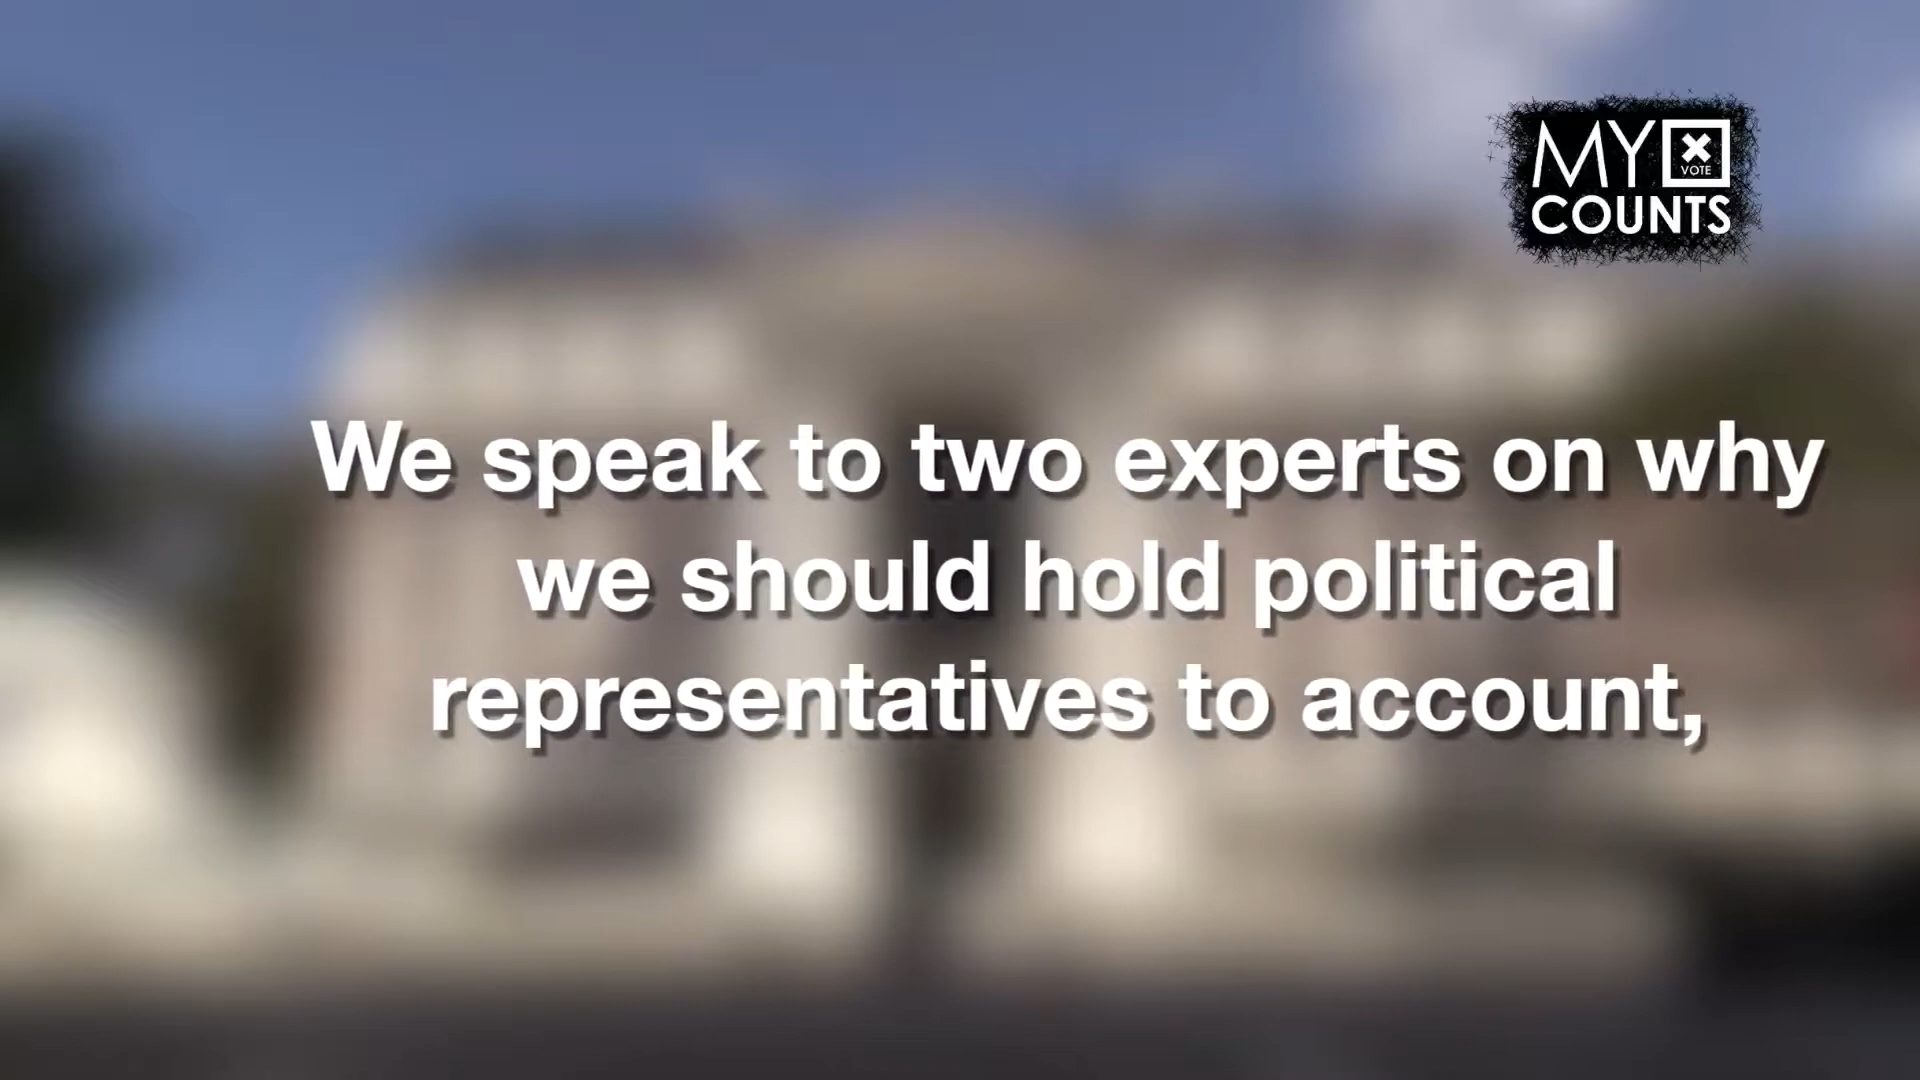 MY
VOTE
COUNTS
We speak to two experts on why
we should hold political
representatives to account,